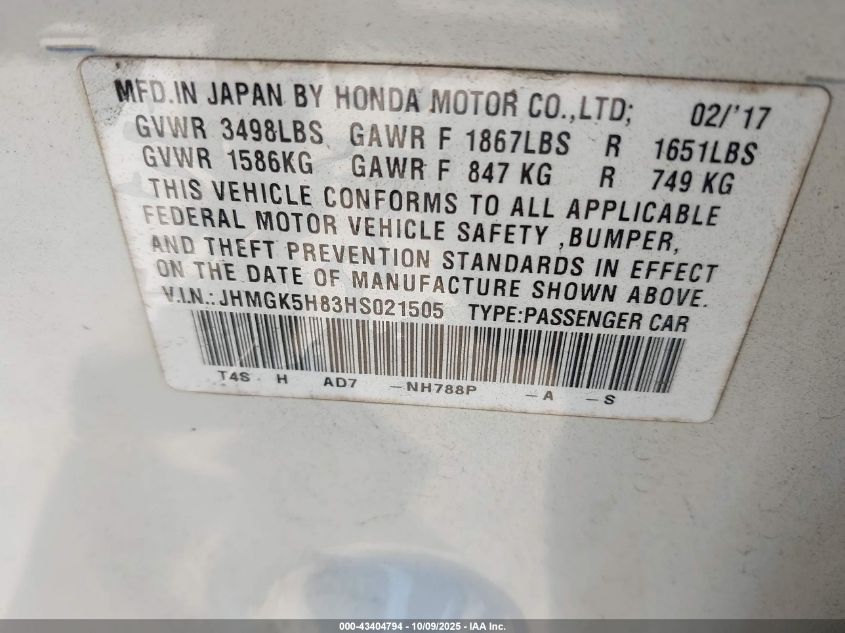 MFD.IN JAPAN BY HONDA MOTOR CO.,LTD; 02/'17
GVWR 3498LBS GAWR F 1867LBS R 1651LBS
GVWR 1586KG GAWR F 847 KG R 749 KG
THIS VEHICLE CONFORMS TO ALL APPLICABLE
FEDERAL MOTOR VEHICLE SAFETY ,BUMPER,
AND THEFT PREVENTION STANDARDS IN EFFECT
ON THE DATE OF MANUFACTURE SHOWN ABOVE.
V.I.N.:JHMGK5H83HS021505 TYPE:PASSENGER CAR
T4S H AD7 -NH788P -A -S
000-43404794 - 10/09/2025 - IAA Inc.